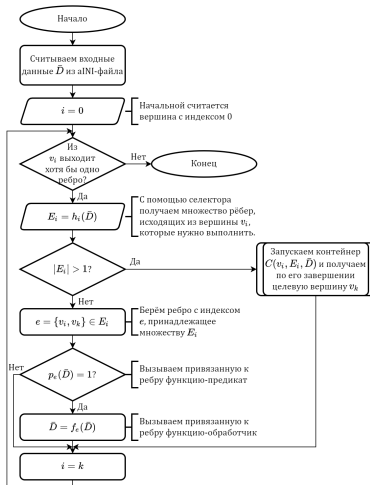 Начало
Считываем входные
данные D̄ из aINI-файла
i = 0
Начальной считается
вершина с индексом 0
Из
vᵢ выходит
хотя бы одно
ребро?
Нет
Конец
Да
Eᵢ = hᵢ(D̄)
С помощью селектора
получаем множество рёбер,
исходящих из вершины vᵢ,
которые нужно выполнить.
|Eᵢ| > 1?
Да
Запускаем контейнер
C(vᵢ, Eᵢ, D̄) и получаем
по его завершении
целевую вершину vₖ
Нет
e = {vᵢ, vₖ} ∈ Eᵢ
Берём ребро с индексом
e, принадлежащее
множеству Eᵢ
Нет
pₑ(D̄) = 1?
Вызываем привязанную к
ребру функцию-предикат
Да
D̄ = fₑ(D̄)
Вызываем привязанную к
ребру функцию-обработчик
i = k